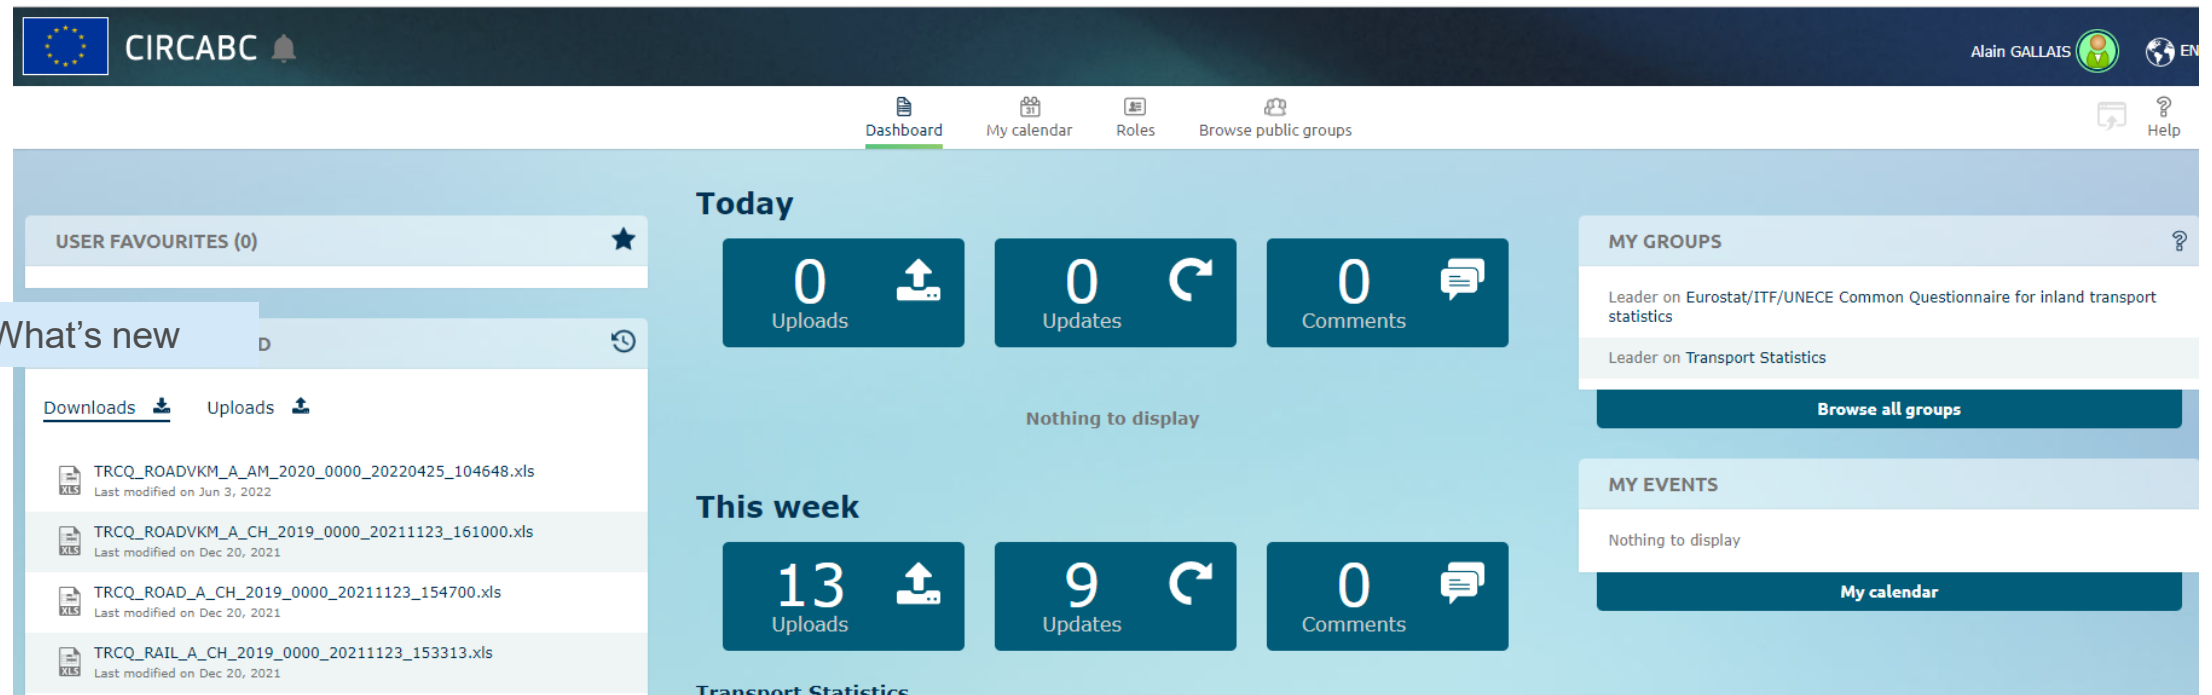 CIRCABC
Alain GALLAIS
EN
Dashboard
My calendar
Roles
Browse public groups
Help
USER FAVOURITES (0)
What's new
D
Downloads
Uploads
TRCQ_ROADVKM_A_AM_2020_0000_20220425_104648.xls
Last modified on Jun 3, 2022
TRCQ_ROADVKM_A_CH_2019_0000_20211123_161000.xls
Last modified on Dec 20, 2021
TRCQ_ROAD_A_CH_2019_0000_20211123_154700.xls
Last modified on Dec 20, 2021
TRCQ_RAIL_A_CH_2019_0000_20211123_153313.xls
Last modified on Dec 20, 2021
Today
0
Uploads
0
Updates
0
Comments
Nothing to display
This week
13
Uploads
9
Updates
0
Comments
Transport Statistics
MY GROUPS
Leader on Eurostat/ITF/UNECE Common Questionnaire for inland transport
statistics
Leader on Transport Statistics
Browse all groups
MY EVENTS
Nothing to display
My calendar